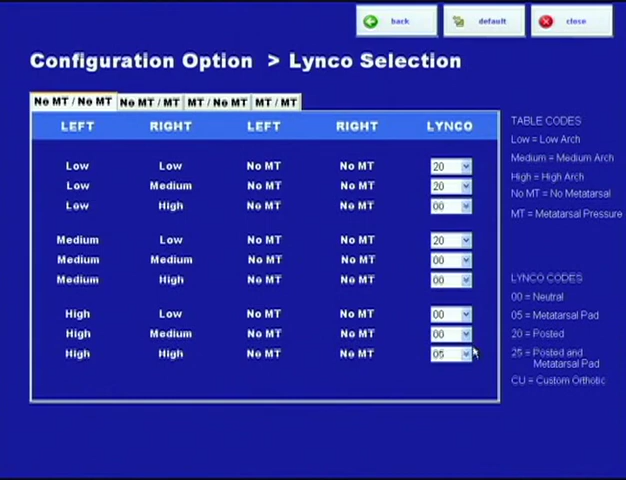 back default close
Configuration Option > Lynco Selection
No MT / No MT No MT / MT MT / No MT MT / MT
LEFT RIGHT LEFT RIGHT LYNCO
Low Low No MT No MT 20
Low Medium No MT No MT 20
Low High No MT No MT 00
Medium Low No MT No MT 20
Medium Medium No MT No MT 00
Medium High No MT No MT 00
High Low No MT No MT 00
High Medium No MT No MT 00
High High No MT No MT 05
TABLE CODES
Low = Low Arch
Medium = Medium Arch
High = High Arch
No MT = No Metatarsal
MT = Metatarsal Pressure
LYNCO CODES
00 = Neutral
05 = Metatarsal Pad
20 = Posted
25 = Posted and
Metatarsal Pad
CU = Custom Orthotic